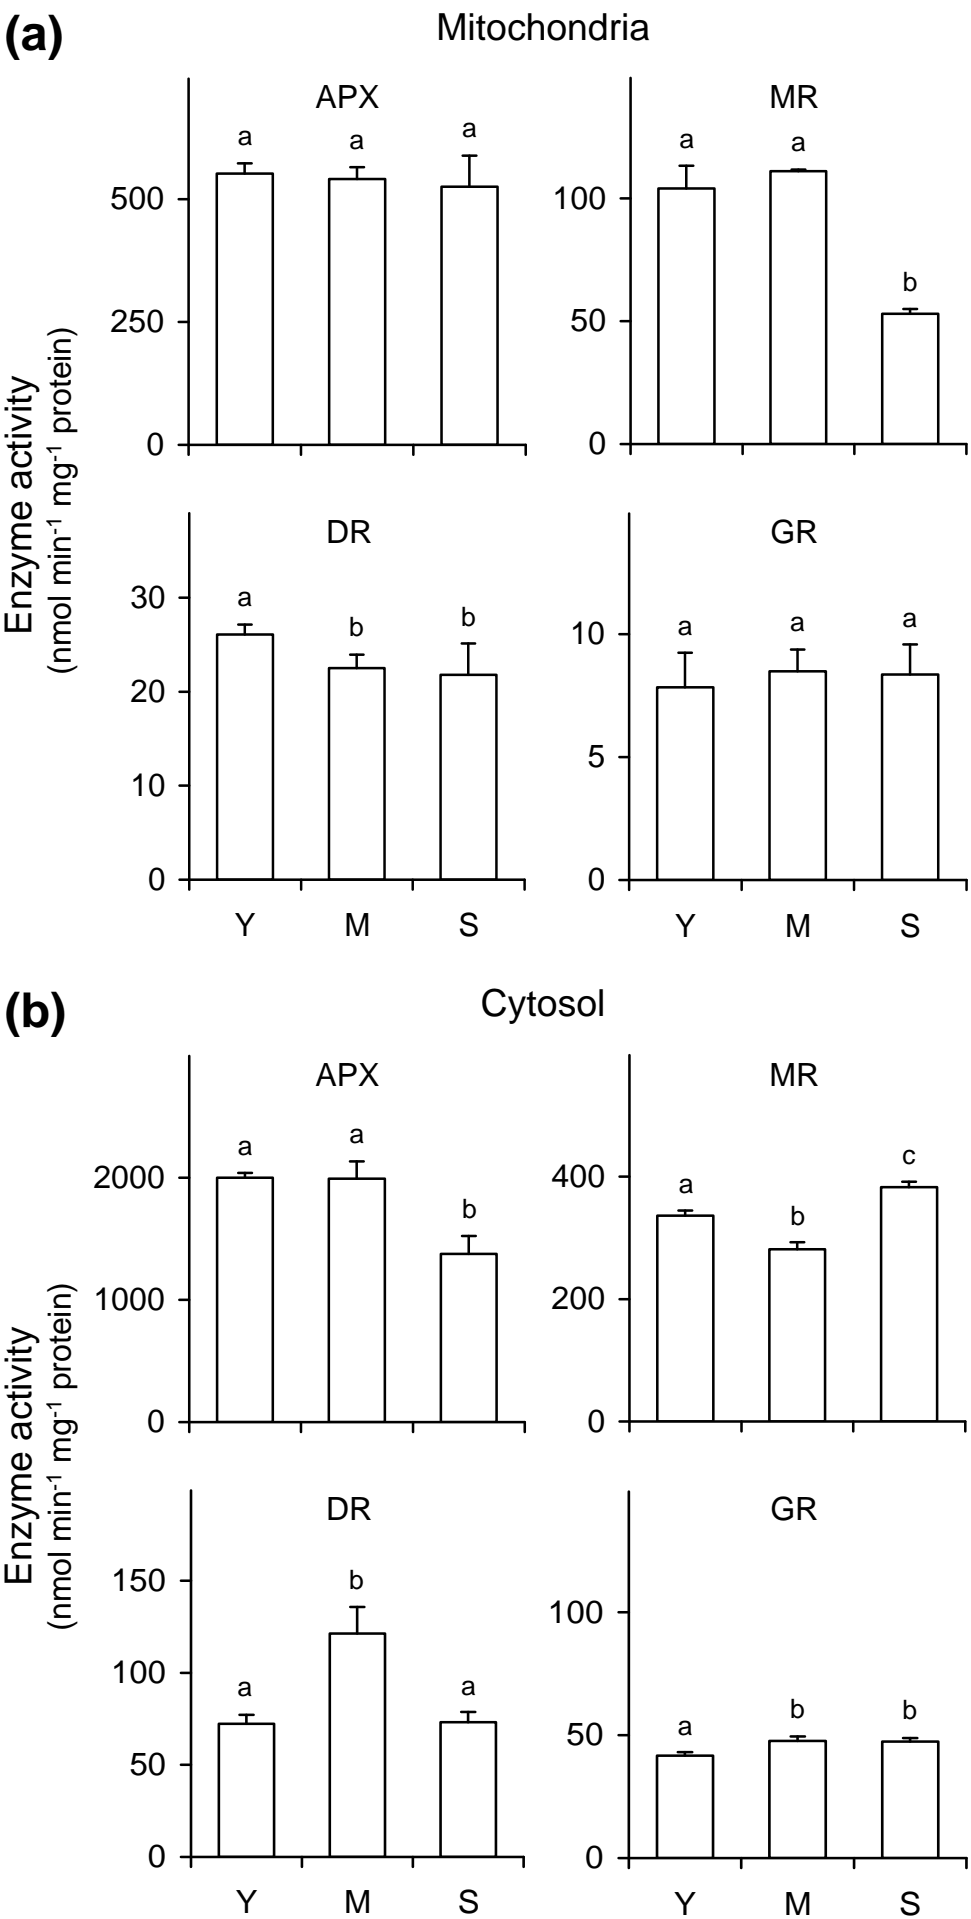 (a)
Mitochondria
Enzyme activity
(nmol min-1 mg-1 protein)
APX
a a a
500
250
0
MR
a a b
100
50
0
DR
a b b
30
20
10
0
Y M S
GR
a a a
10
5
0
Y M S
(b)
Cytosol
Enzyme activity
(nmol min-1 mg-1 protein)
APX
a a b
2000
1000
0
MR
a b c
400
200
0
DR
a b a
150
100
50
0
Y M S
GR
a b b
100
50
0
Y M S